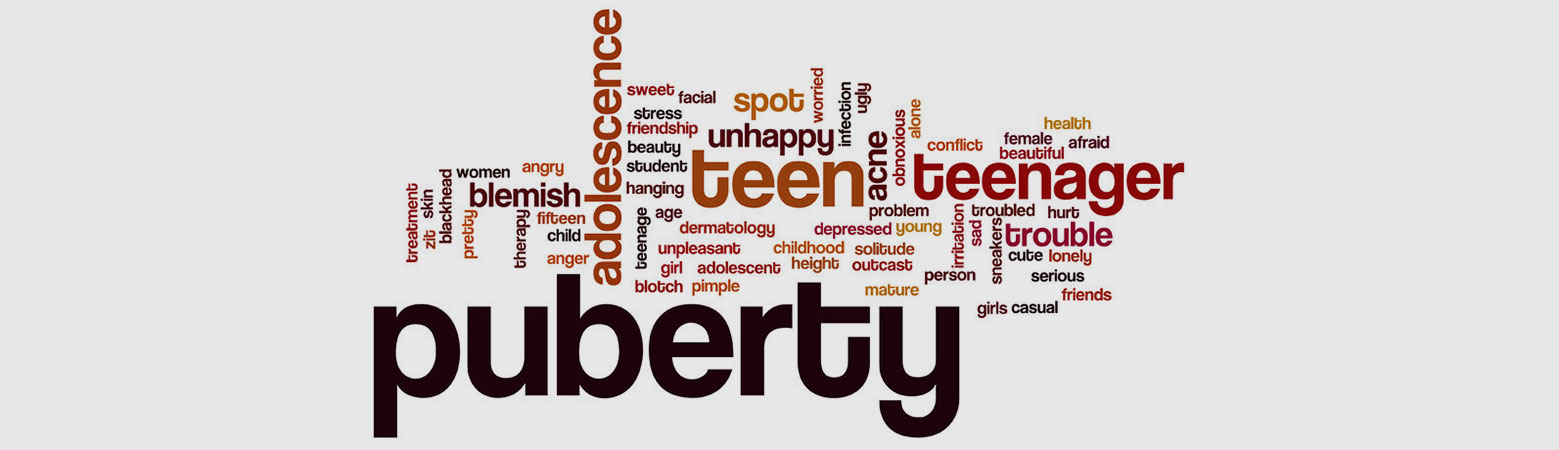 adolescence
sweet
facial
stress
friendship
beauty
student
hanging
spot
worried
infection
ugly
unhappy
teen
acne
obnoxious
alone
conflict
health
female
afraid
beautiful
teenager
women
angry
blemish
treatment
skin
zit
blackhead
pretty
therapy
fifteen
child
anger
teenage
age
dermatology
unpleasant
girl
adolescent
blotch
pimple
problem
depressed
young
childhood
solitude
height
outcast
mature
person
irritation
sad
troubled
hurt
sneakers
trouble
cute
lonely
serious
friends
girls
casual
puberty